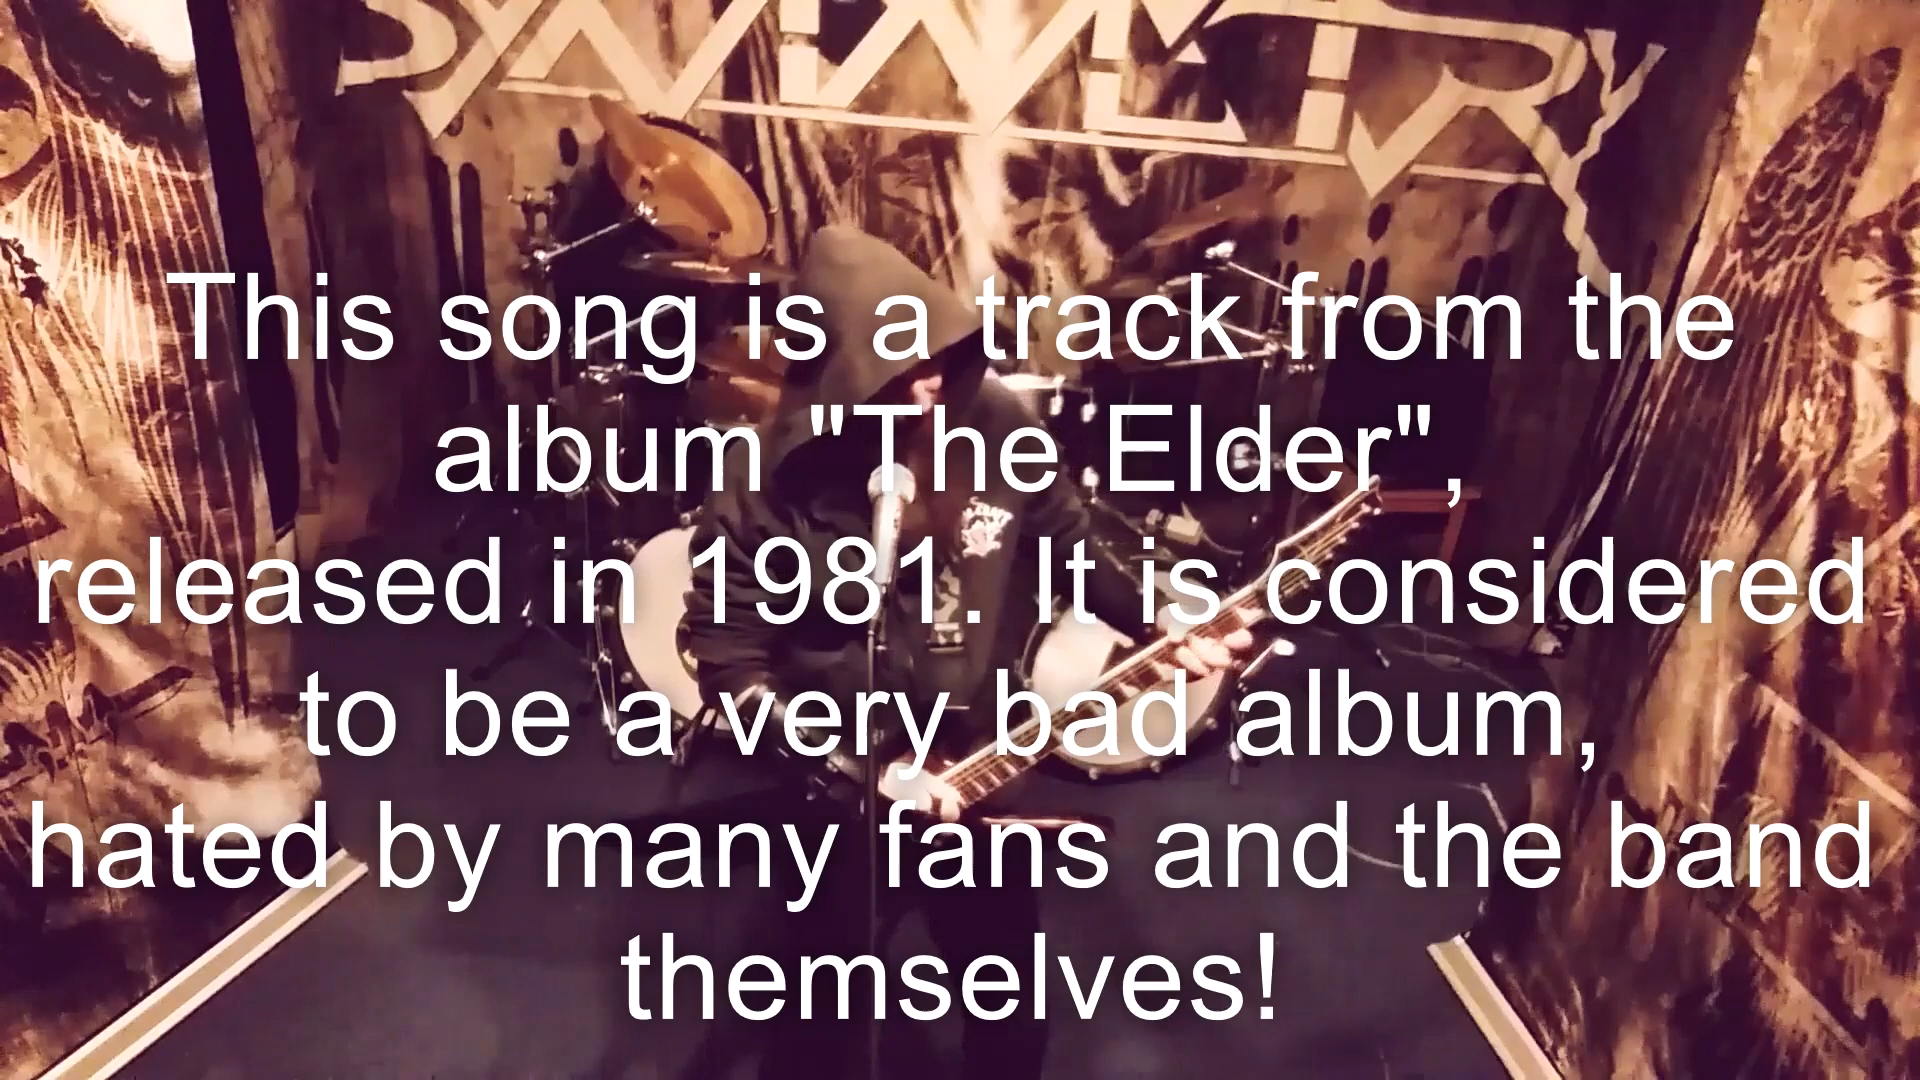 SYMMETRY
This song is a track from the
album "The Elder",
released in 1981. It is considered
to be a very bad album,
hated by many fans and the band
themselves!